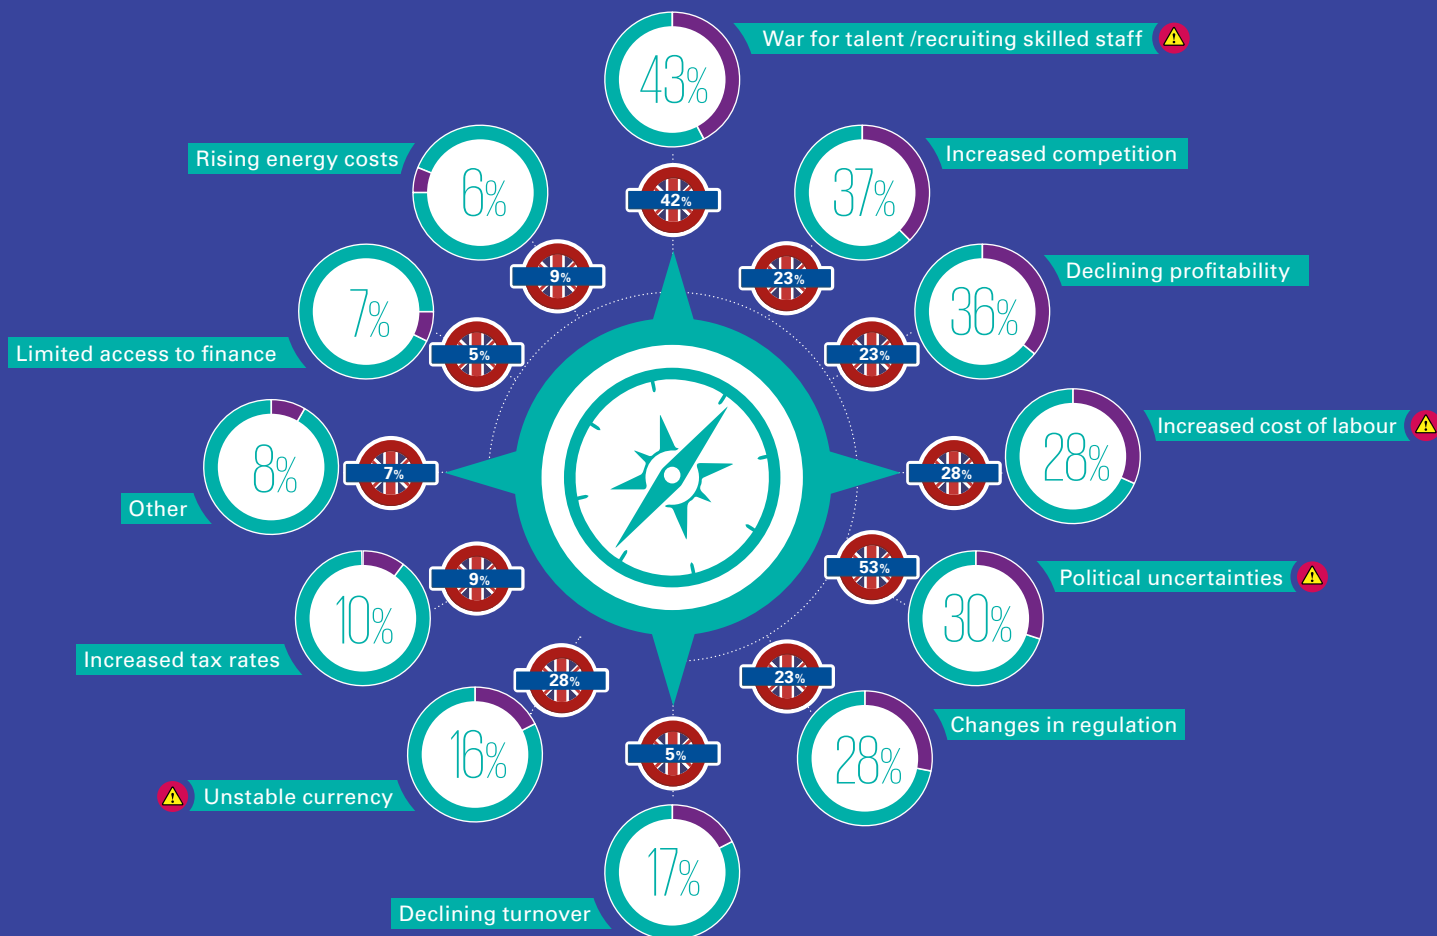 43%
War for talent /recruiting skilled staff
42%
37%
Increased competition
23%
36%
Declining profitability
23%
28%
Increased cost of labour
28%
30%
Political uncertainties
53%
28%
Changes in regulation
23%
17%
Declining turnover
5%
16%
Unstable currency
28%
10%
Increased tax rates
9%
8%
Other
7%
7%
Limited access to finance
5%
6%
Rising energy costs
9%